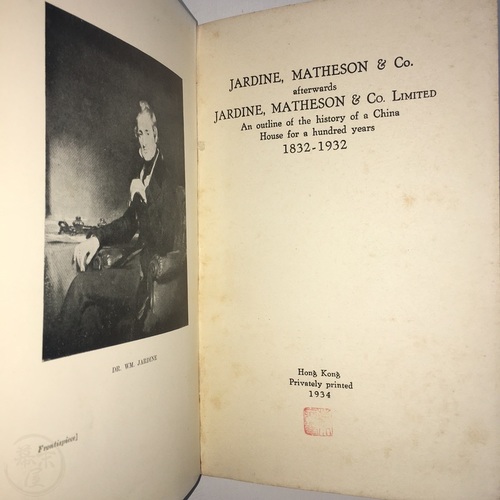 DR. WM. JARDINE
Frontispiece]
JARDINE, MATHESON & Co.
afterwards
JARDINE, MATHESON & Co. LIMITED
An outline of the history of a China
House for a hundred years
1832-1932
Hong Kong
Privately printed
1934